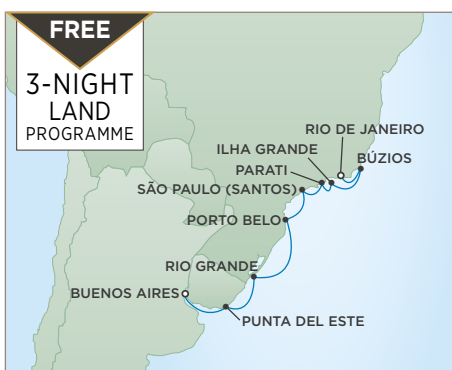 FREE
3-NIGHT
LAND
PROGRAMME
RIO DE JANEIRO
ILHA GRANDE
BÚZIOS
PARATI
SÃO PAULO (SANTOS)
PORTO BELO
RIO GRANDE
BUENOS AIRES
PUNTA DEL ESTE